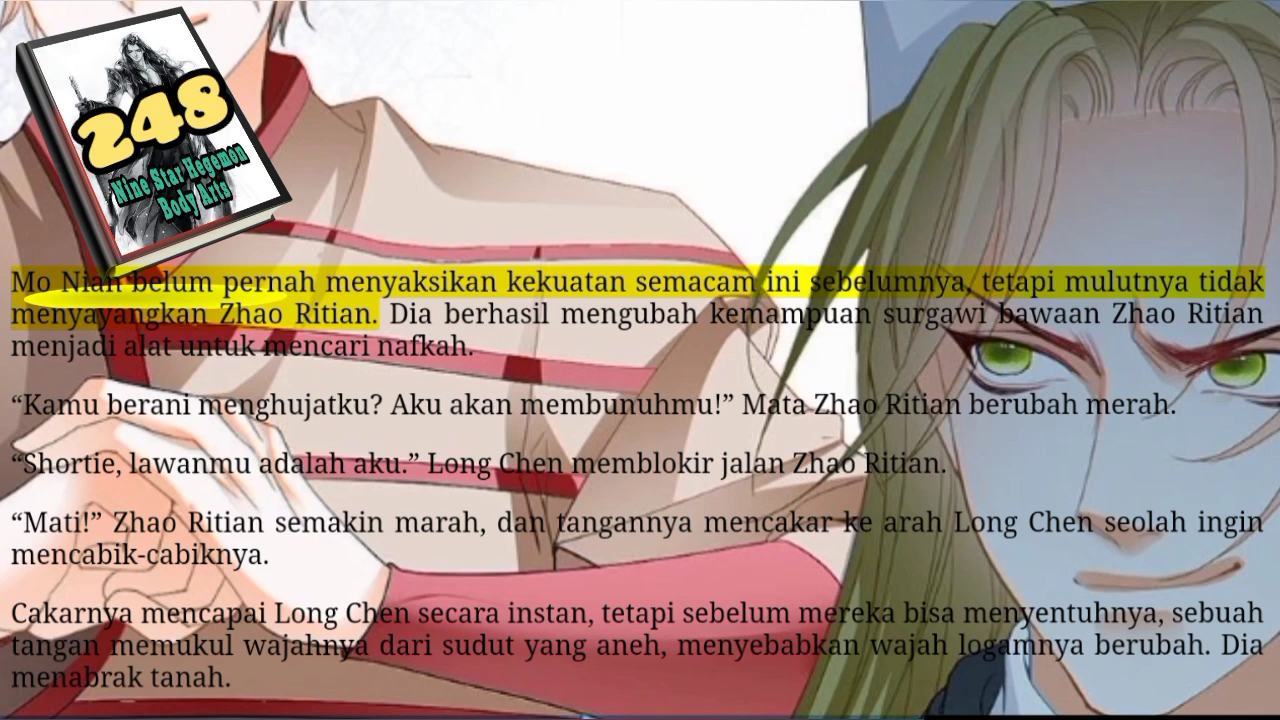 248
Nine Star Hegemon
Body Arts
Mo Nian belum pernah menyaksikan kekuatan semacam ini sebelumnya, tetapi mulutnya tidak
menyayangkan Zhao Ritian. Dia berhasil mengubah kemampuan surgawi bawaan Zhao Ritian
menjadi alat untuk mencari nafkah.
“Kamu berani menghujatku? Aku akan membunuhmu!” Mata Zhao Ritian berubah merah.
“Shortie, lawanmu adalah aku.” Long Chen memblokir jalan Zhao Ritian.
“Mati!” Zhao Ritian semakin marah, dan tangannya mencakar ke arah Long Chen seolah ingin
mencabik-cabiknya.
Cakarnya mencapai Long Chen secara instan, tetapi sebelum mereka bisa menyentuhnya, sebuah
tangan memukul wajahnya dari sudut yang aneh, menyebabkan wajah logamnya berubah. Dia
menabrak tanah.